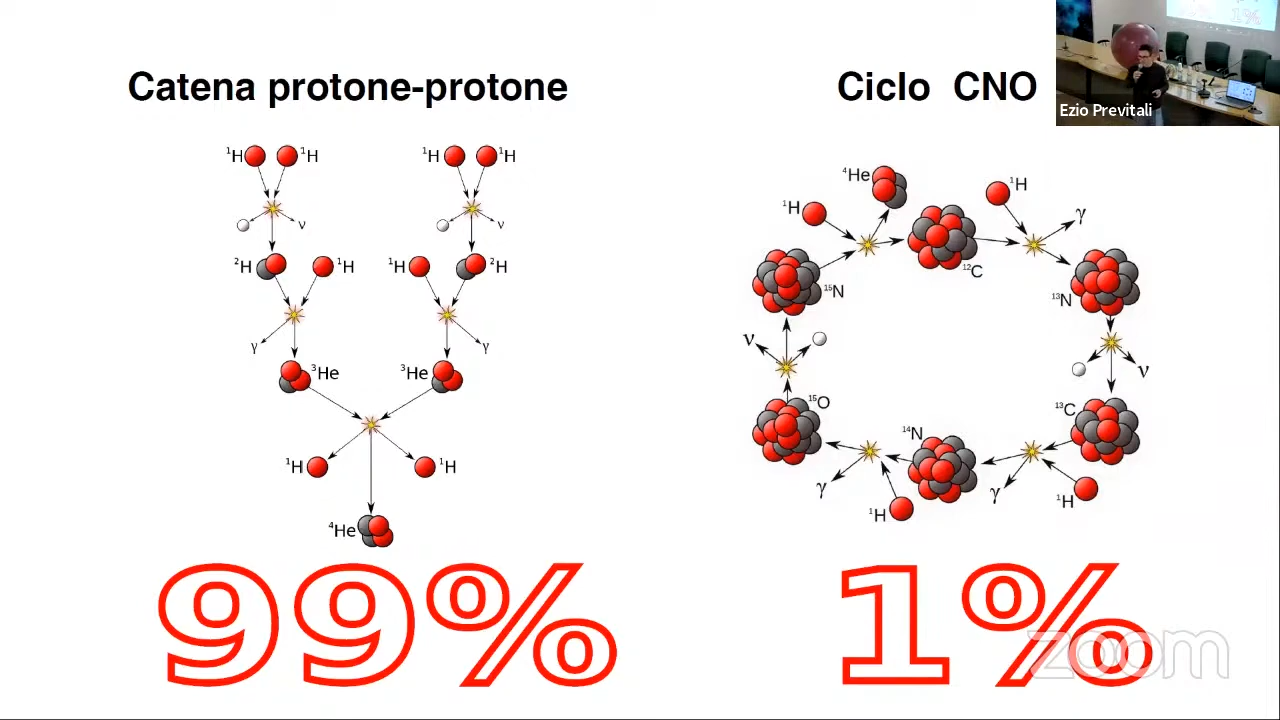 Catena protone-protone
¹H ¹H ¹H ¹H
ν ν
²H ¹H ¹H ²H
γ γ
³He ³He
¹H ¹H
⁴He
99%
Ciclo CNO
⁴He
¹H ¹H
γ
¹²C
¹⁵N ¹³N
ν ν
¹⁵O ¹³C
¹⁴N
γ γ
¹H ¹H
1%
Ezio Previtali
1%
zoom